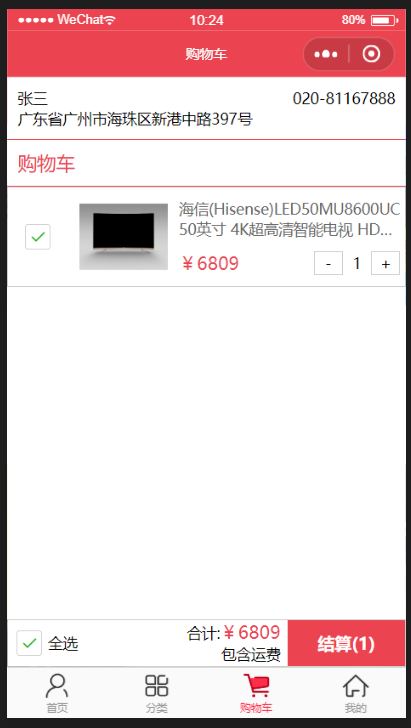 WeChat
10:24
80%
购物车
张三
020-81167888
广东省广州市海珠区新港中路397号
购物车
海信(Hisense)LED50MU8600UC
50英寸 4K超高清智能电视 HD...
¥ 6809
- 1 +
全选
合计: ¥ 6809
包含运费
结算(1)
首页
分类
购物车
我的